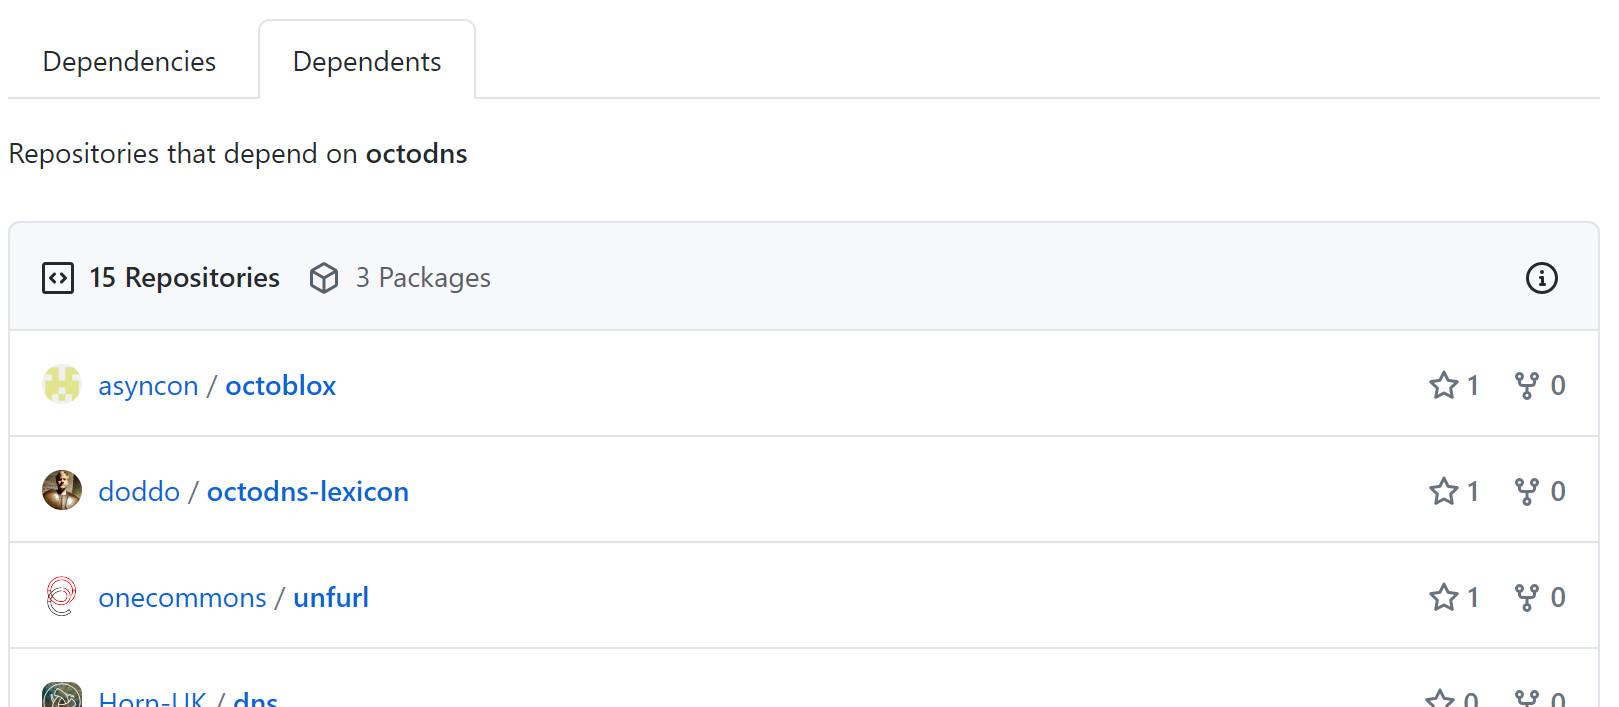 Dependencies Dependents
Repositories that depend on octodns
15 Repositories 3 Packages
asyncon / octoblox 1 0
doddo / octodns-lexicon 1 0
onecommons / unfurl 1 0
Horn-UK / dns 0 0